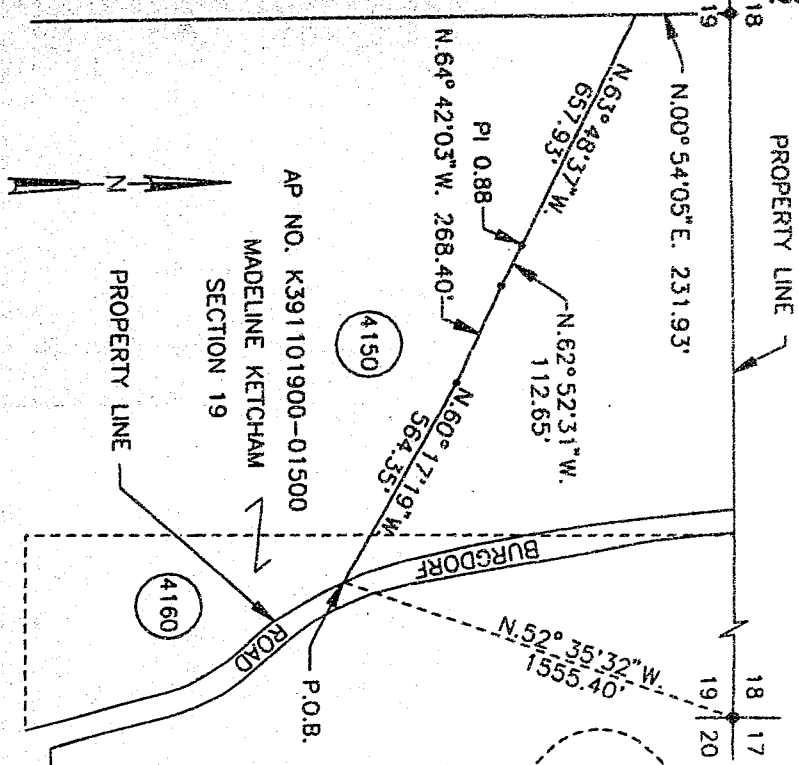 PROPERTY LINE
18
19
18
17
19
20
N.00° 54'05"E. 231.93'
N.63° 48'37"W.
657.93'
PI 0.88
N.62° 52'31"W.
112.65'
N.64° 42'03"W. 268.40'
N.60° 17'19"W.
564.35'
N.52° 35'32"W.
1555.40'
4150
BURGDORF
ROAD
P.O.B.
N
AP NO. K391101900-01500
MADELINE KETCHAM
SECTION 19
PROPERTY LINE
4160